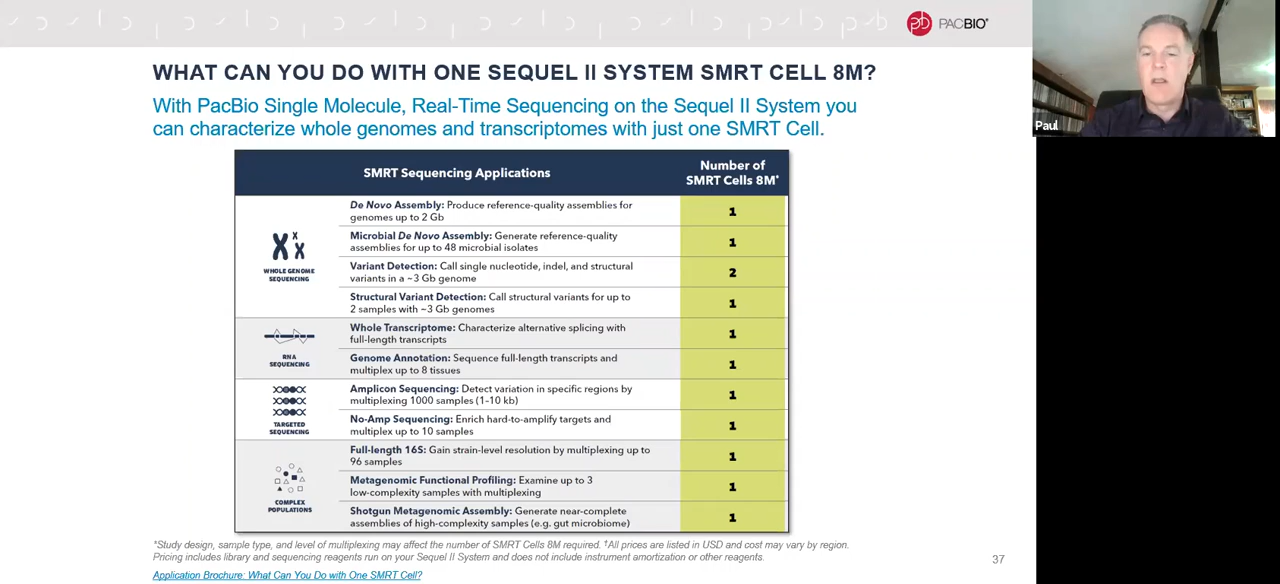 PACBIO®
WHAT CAN YOU DO WITH ONE SEQUEL II SYSTEM SMRT CELL 8M?
With PacBio Single Molecule, Real-Time Sequencing on the Sequel II System you
can characterize whole genomes and transcriptomes with just one SMRT Cell.
SMRT Sequencing Applications
Number of
SMRT Cells 8M*
WHOLE GENOME
SEQUENCING
De Novo Assembly: Produce reference-quality assemblies for
genomes up to 2 Gb
1
Microbial De Novo Assembly: Generate reference-quality
assemblies for up to 48 microbial isolates
1
Variant Detection: Call single nucleotide, indel, and structural
variants in a ~3 Gb genome
2
Structural Variant Detection: Call structural variants for up to
2 samples with ~3 Gb genomes
1
RNA
SEQUENCING
Whole Transcriptome: Characterize alternative splicing with
full-length transcripts
1
Genome Annotation: Sequence full-length transcripts and
multiplex up to 8 tissues
1
TARGETED
SEQUENCING
Amplicon Sequencing: Detect variation in specific regions by
multiplexing 1000 samples (1–10 kb)
1
No-Amp Sequencing: Enrich hard-to-amplify targets and
multiplex up to 10 samples
1
COMPLEX
POPULATIONS
Full-length 16S: Gain strain-level resolution by multiplexing up to
96 samples
1
Metagenomic Functional Profiling: Examine up to 3
low-complexity samples with multiplexing
1
Shotgun Metagenomic Assembly: Generate near-complete
assemblies of high-complexity samples (e.g. gut microbiome)
1
*Study design, sample type, and level of multiplexing may affect the number of SMRT Cells 8M required. †All prices are listed in USD and cost may vary by region.
Pricing includes library and sequencing reagents run on your Sequel II System and does not include instrument amortization or other reagents.
Application Brochure: What Can You Do with One SMRT Cell?
37
Paul